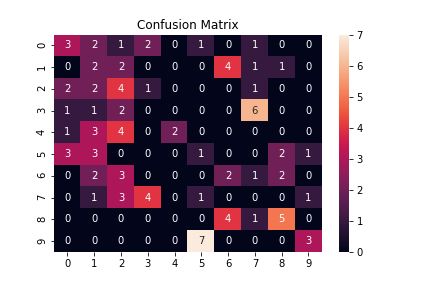 Confusion Matrix
0 3 2 1 2 0 1 0 1 0 0 7
1 0 2 2 0 0 0 4 1 1 0 6
2 2 2 4 1 0 0 0 1 0 0 5
3 1 1 2 0 0 0 0 6 0 0
4 1 3 4 0 2 0 0 0 0 0 4
5 3 3 0 0 0 1 0 0 2 1 3
6 0 2 3 0 0 0 2 1 2 0
7 0 1 3 4 0 1 0 0 0 1 2
8 0 0 0 0 0 0 4 1 5 0 1
9 0 0 0 0 0 7 0 0 0 3 0
0 1 2 3 4 5 6 7 8 9